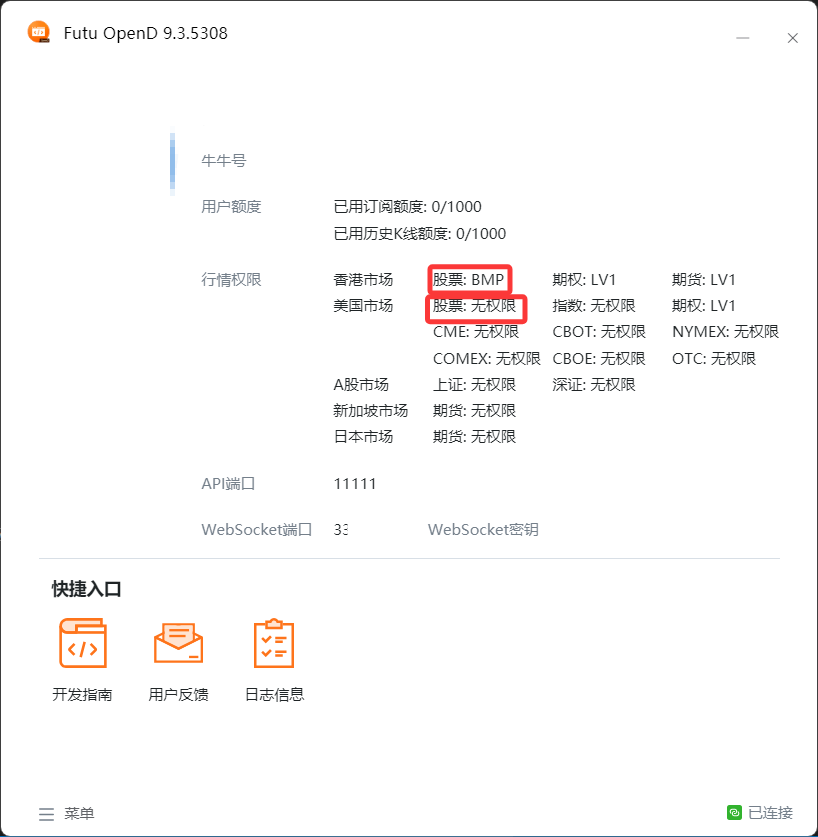 Futu OpenD 9.3.5308
牛牛号
用户额度 已用订阅额度: 0/1000
已用历史K线额度: 0/1000
行情权限 香港市场 股票: BMP 期权: LV1 期货: LV1
美国市场 股票: 无权限 指数: 无权限 期权: LV1
CME: 无权限 CBOT: 无权限 NYMEX: 无权限
COMEX: 无权限 CBOE: 无权限 OTC: 无权限
A股市场 上证: 无权限 深证: 无权限
新加坡市场 期货: 无权限
日本市场 期货: 无权限
API端口 11111
WebSocket端口 33 WebSocket密钥
快捷入口
开发指南 用户反馈 日志信息
菜单 已连接